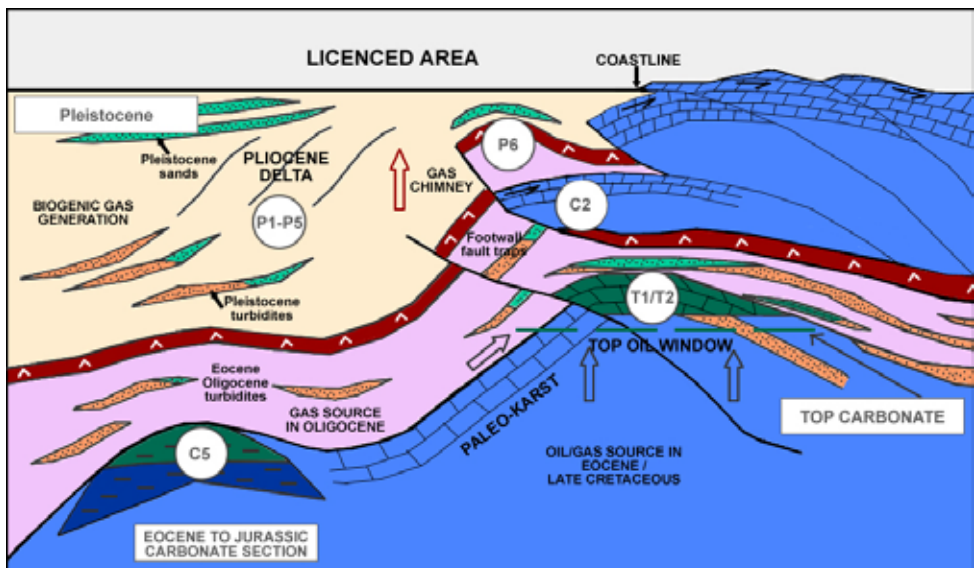 LICENCED AREA
COASTLINE
Pleistocene
Pleistocene
sands
PLIOCENE
DELTA
GAS
CHIMNEY
P6
BIOGENIC GAS
GENERATION
P1-P5
C2
Footwall
fault traps
Pleistocene
turbidites
T1/T2
TOP OIL WINDOW
Eocene
Oligocene
turbidites
GAS SOURCE
IN OLIGOCENE
PALEO-KARST
TOP CARBONATE
C5
OIL/GAS SOURCE IN
EOCENE /
LATE CRETACEOUS
EOCENE TO JURASSIC
CARBONATE SECTION